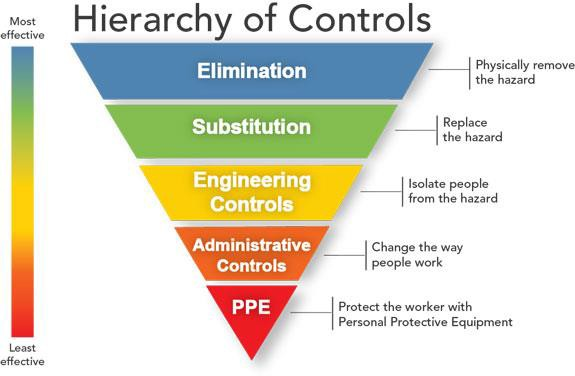 Hierarchy of Controls
Most
effective
Elimination
Physically remove
the hazard
Substitution
Replace
the hazard
Engineering
Controls
Isolate people
from the hazard
Administrative
Controls
Change the way
people work
PPE
Protect the worker with
Personal Protective Equipment
Least
effective